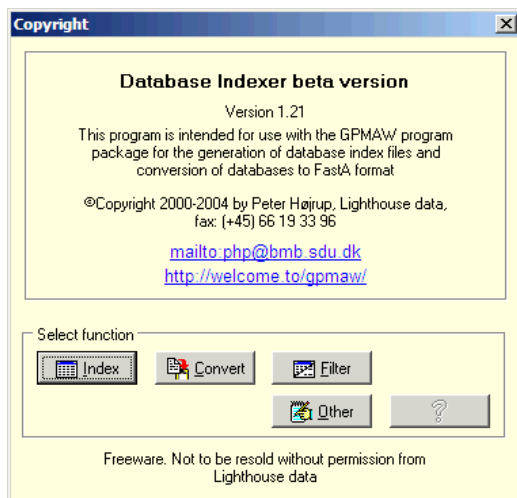 Copyright
Database Indexer beta version
Version 1.21
This program is intended for use with the GPMAW program
package for the generation of database index files and
conversion of databases to FastA format
©Copyright 2000-2004 by Peter Højrup, Lighthouse data,
fax: (+45) 66 19 33 96
mailto:php@bmb.sdu.dk
http://welcome.to/gpmaw/
Select function
Index Convert Filter
Other ?
Freeware. Not to be resold without permission from
Lighthouse data